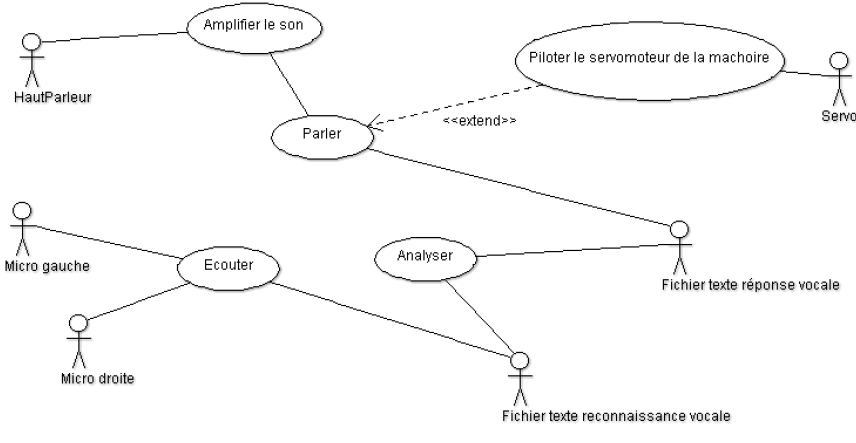 Amplifier le son
Piloter le servomoteur de la machoire
HautParleur
Servo
<<extend>>
Parler
Micro gauche
Ecouter
Analyser
Fichier texte réponse vocale
Micro droite
Fichier texte reconnaissance vocale